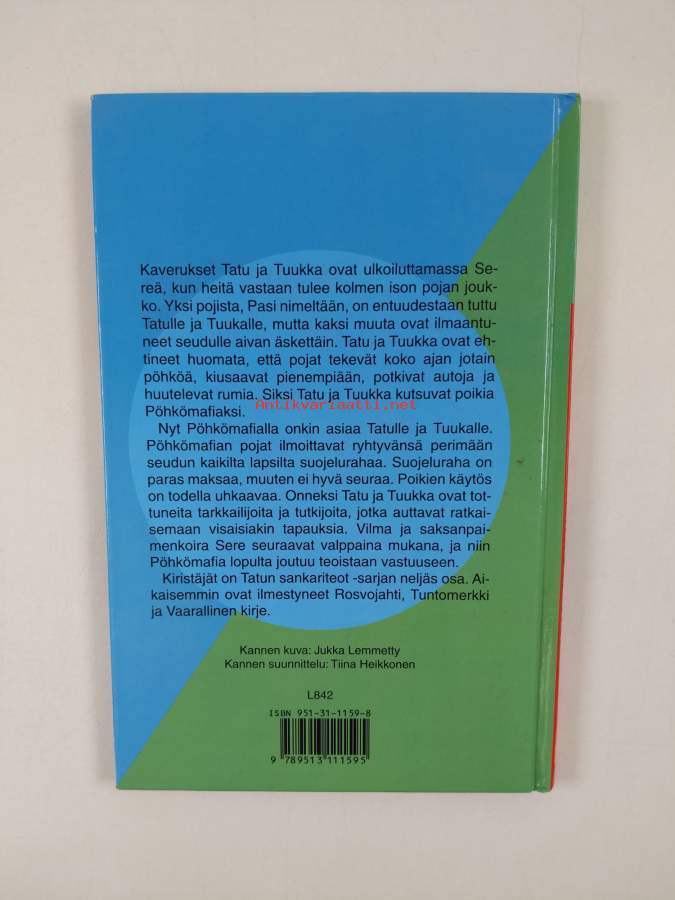 Kaverukset Tatu ja Tuukka ovat ulkoiluttamassa Se-
reä, kun heitä vastaan tulee kolmen ison pojan jouk-
ko. Yksi pojista, Pasi nimeltään, on entuudestaan tuttu
Tatulle ja Tuukalle, mutta kaksi muuta ovat ilmaantu-
neet seudulle aivan äskettäin. Tatu ja Tuukka ovat eh-
tineet huomata, että pojat tekevät koko ajan jotain
pöhköä, kiusaavat pienempiään, potkivat autoja ja
huutelevat rumia. Siksi Tatu ja Tuukka kutsuvat poikia
Pöhkömafiaksi.
Antikvariaatti.net
Nyt Pöhkömafialla onkin asiaa Tatulle ja Tuukalle.
Pöhkömafian pojat ilmoittavat ryhtyvänsä perimään
seudun kaikilta lapsilta suojelurahaa. Suojeluraha on
paras maksaa, muuten ei hyvä seuraa. Poikien käytös
on todella uhkaavaa. Onneksi Tatu ja Tuukka ovat tot-
tuneita tarkkailijoita ja tutkijoita, jotka auttavat ratkai-
semaan visaisiakin tapauksia. Vilma ja saksanpai-
menkoira Sere seuraavat valppaina mukana, ja niin
Pöhkömafia lopulta joutuu teoistaan vastuuseen.
Kiristäjät on Tatun sankariteot -sarjan neljäs osa. Ai-
kaisemmin ovat ilmestyneet Rosvojahti, Tuntomerkki
ja Vaarallinen kirje.
Kannen kuva: Jukka Lemmetty
Kannen suunnittelu: Tiina Heikkonen
L842
ISBN 951-31-1159-8
9 789513 111595